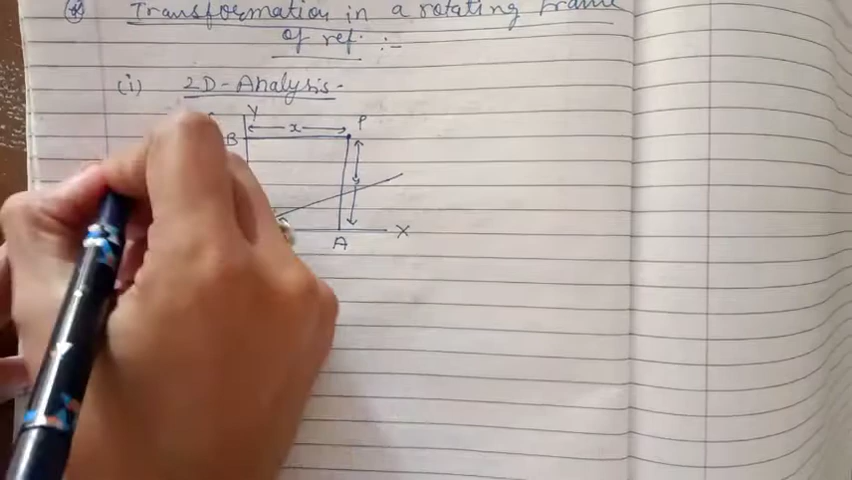 Transformation in a rotating Frame
of ref :-
(i) 2D-Analysis-
Y
B x P
A X